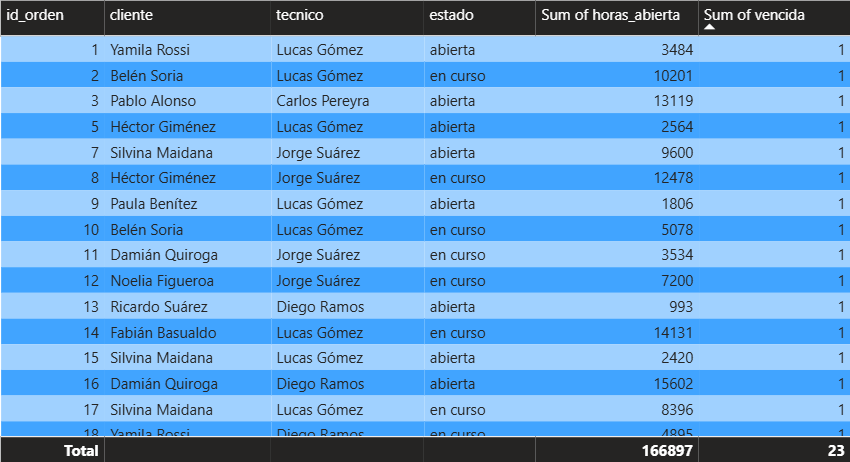 id_orden cliente tecnico estado Sum of horas_abierta Sum of vencida
1 Yamila Rossi Lucas Gómez abierta 3484 1
2 Belén Soria Lucas Gómez en curso 10201 1
3 Pablo Alonso Carlos Pereyra abierta 13119 1
5 Héctor Giménez Lucas Gómez abierta 2564 1
7 Silvina Maidana Jorge Suárez abierta 9600 1
8 Héctor Giménez Jorge Suárez en curso 12478 1
9 Paula Benítez Lucas Gómez abierta 1806 1
10 Belén Soria Lucas Gómez en curso 5078 1
11 Damián Quiroga Jorge Suárez en curso 3534 1
12 Noelia Figueroa Jorge Suárez en curso 7200 1
13 Ricardo Suárez Diego Ramos abierta 993 1
14 Fabián Basualdo Lucas Gómez en curso 14131 1
15 Silvina Maidana Lucas Gómez abierta 2420 1
16 Damián Quiroga Diego Ramos abierta 15602 1
17 Silvina Maidana Lucas Gómez en curso 8396 1
18 Yamila Rossi Diego Ramos en curso 4895 1
Total 166897 23